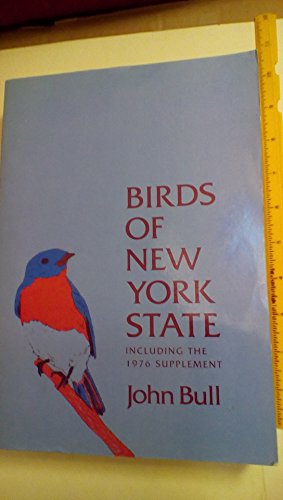 BIRDS
OF
NEW
YORK
STATE
INCLUDING THE
1976 SUPPLEMENT
John Bull